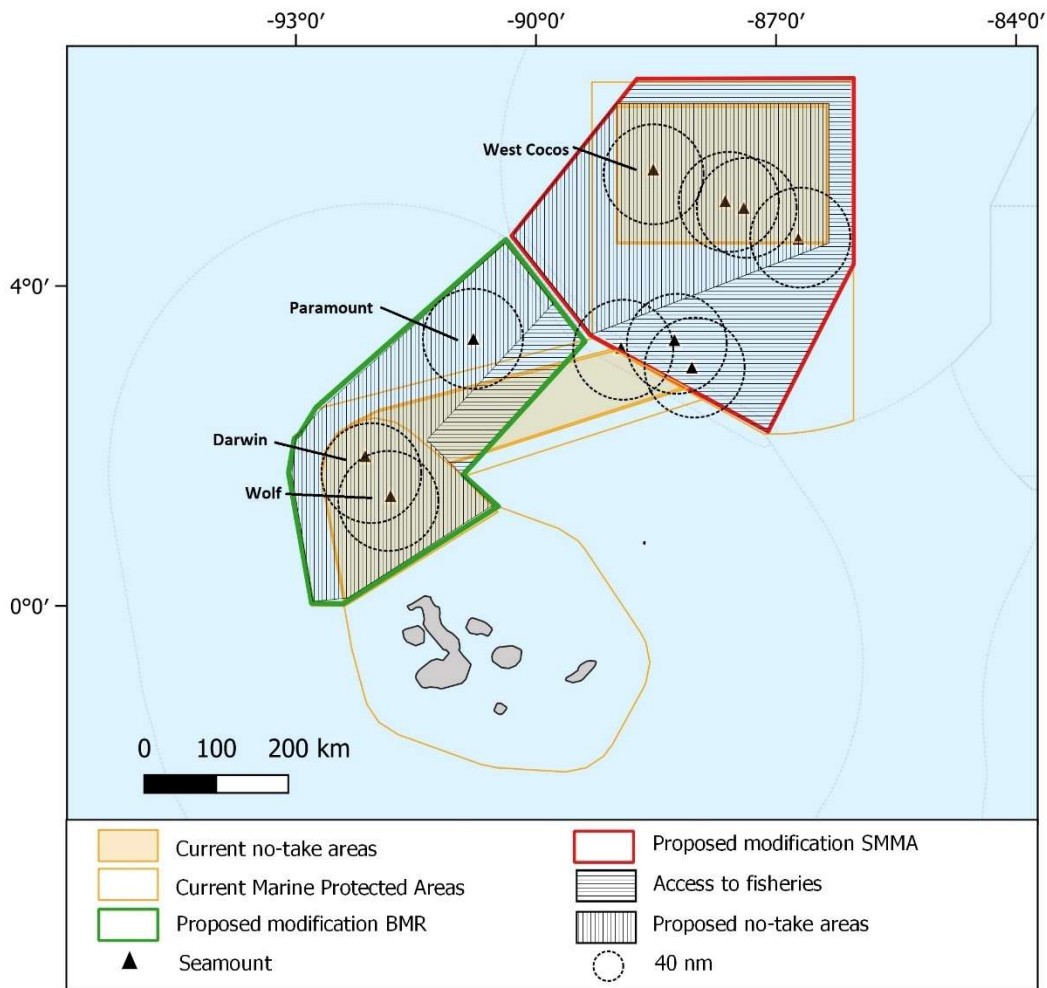 -93°0′ -90°0′ -87°0′ -84°0′
West Cocos
4°0′
Paramount
Darwin
Wolf
0°0′
0 100 200 km
Current no-take areas
Current Marine Protected Areas
Proposed modification BMR
Seamount
Proposed modification SMMA
Access to fisheries
Proposed no-take areas
40 nm